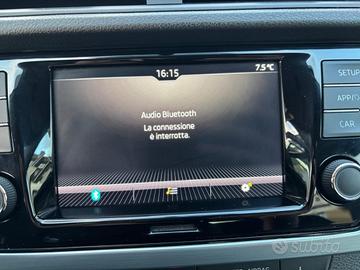 16:15
7.5°C
Audio Bluetooth
La connessione
è interrotta.
SETUP
APP/
CAR
subito